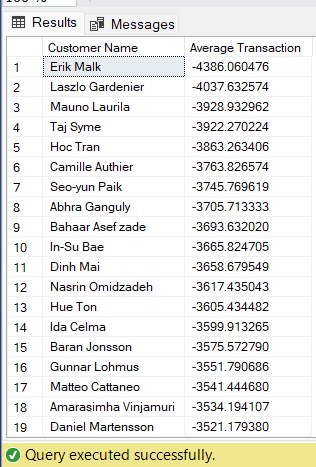 Results Messages
Customer Name Average Transaction
1 Erik Malk -4386.060476
2 Laszlo Gardenier -4037.632574
3 Mauno Laurila -3928.932962
4 Taj Syme -3922.270224
5 Hoc Tran -3863.263406
6 Camille Authier -3763.826574
7 Seo-yun Paik -3745.769619
8 Abhra Ganguly -3705.713333
9 Bahaar Asef zade -3693.632020
10 In-Su Bae -3665.824705
11 Dinh Mai -3658.679549
12 Nasrin Omidzadeh -3617.435043
13 Hue Ton -3605.434482
14 Ida Celma -3599.913265
15 Baran Jonsson -3575.572790
16 Gunnar Lohmus -3551.790686
17 Matteo Cattaneo -3541.444680
18 Amarasimha Vinjamuri -3534.194107
19 Daniel Martensson -3521.179380
Query executed successfully.